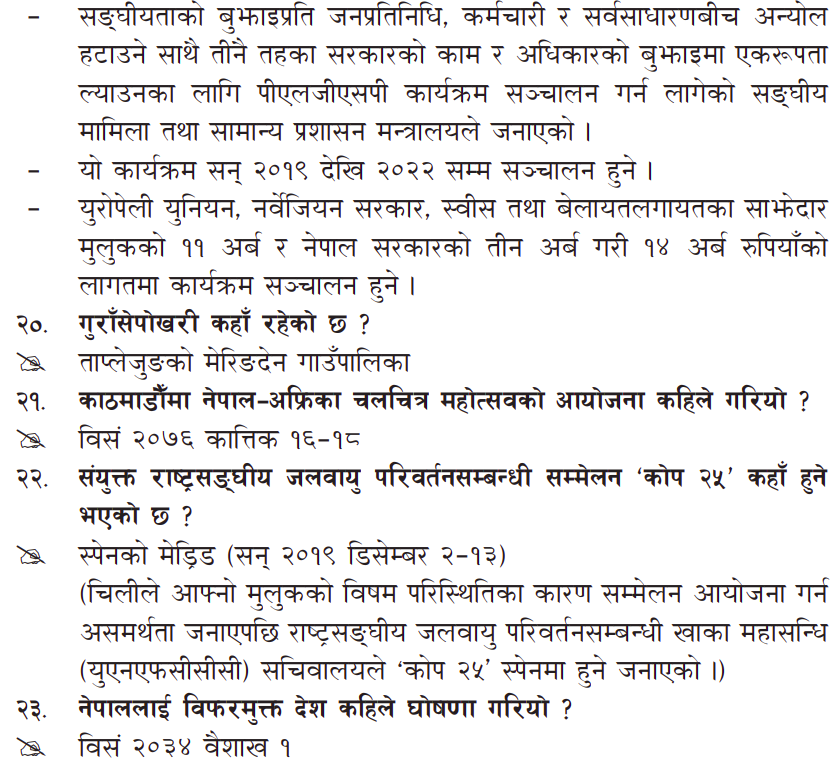 – सङ्घीयताको बुझाइप्रति जनप्रतिनिधि, कर्मचारी र सर्वसाधारणबीच अन्योल
हटाउने साथै तीनै तहका सरकारको काम र अधिकारको बुझाइमा एकरूपता
ल्याउनका लागि पीएलजीएसपी कार्यक्रम सञ्चालन गर्न लागेको सङ्घीय
मामिला तथा सामान्य प्रशासन मन्त्रालयले जनाएको ।
– यो कार्यक्रम सन् २०१९ देखि २०२२ सम्म सञ्चालन हुने ।
– युरोपेली युनियन, नर्वेजियन सरकार, स्वीस तथा बेलायतलगायतका साझेदार
मुलुकको ११ अर्ब र नेपाल सरकारको तीन अर्ब गरी १४ अर्ब रुपियाँको
लागतमा कार्यक्रम सञ्चालन हुने ।
२०. गुराँसेपोखरी कहाँ रहेको छ ?
ताप्लेजुङको मेरिङदेन गाउँपालिका
२१. काठमाडौँमा नेपाल–अफ्रिका चलचित्र महोत्सवको आयोजना कहिले गरियो ?
विसं २०७६ कात्तिक १६–१८
२२. संयुक्त राष्ट्रसङ्घीय जलवायु परिवर्तनसम्बन्धी सम्मेलन ‘कोप २५’ कहाँ हुने
भएको छ ?
स्पेनको मेड्रिड (सन् २०१९ डिसेम्बर २–१३)
(चिलीले आफ्नो मुलुकको विषम परिस्थितिका कारण सम्मेलन आयोजना गर्न
असमर्थता जनाएपछि राष्ट्रसङ्घीय जलवायु परिवर्तनसम्बन्धी खाका महासन्धि
(युएनएफसीसीसी) सचिवालयले ‘कोप २५’ स्पेनमा हुने जनाएको ।)
२३. नेपाललाई विफरमुक्त देश कहिले घोषणा गरियो ?
विसं २०३४ वैशाख १